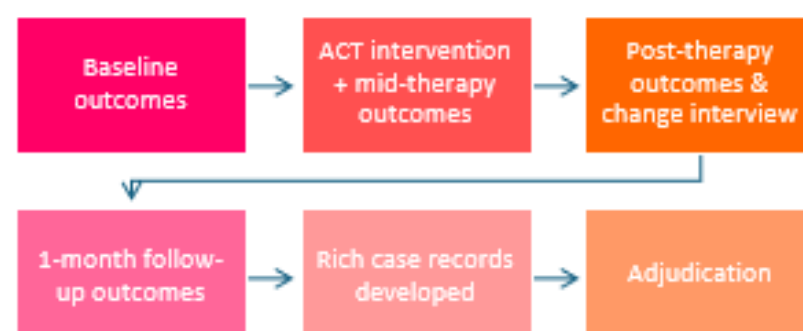 Baseline
outcomes
ACT intervention
+ mid-therapy
outcomes
Post-therapy
outcomes &
change interview
1-month follow-
up outcomes
Rich case records
developed
Adjudication